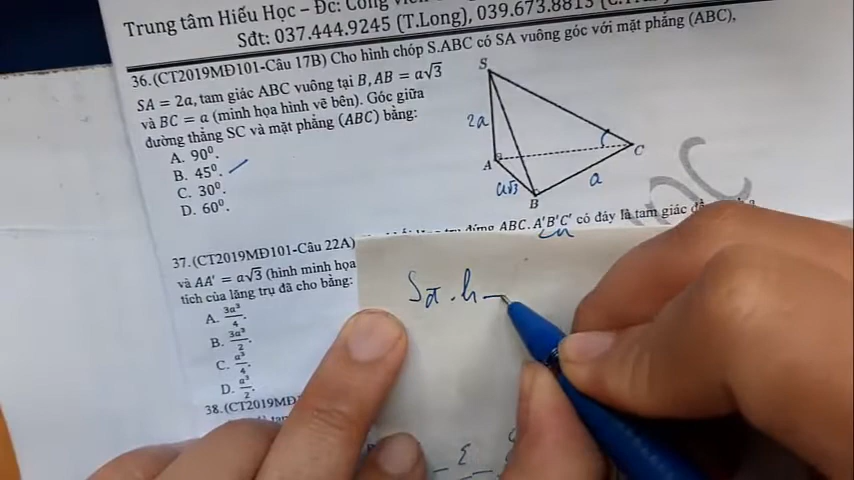 Trung tâm Hiếu Học – Đc: Công viên
Sđt: 037.444.9245 (T.Long), 039.673.8813
36.(CT2019MĐ101-Câu 17B) Cho hình chóp S.ABC có SA vuông góc với mặt phẳng (ABC),
SA = 2a, tam giác ABC vuông tại B, AB = a√3
và BC = a (minh họa hình vẽ bên). Góc giữa
đường thẳng SC và mặt phẳng (ABC) bằng:
A. 90⁰.
B. 45⁰.
C. 30⁰.
D. 60⁰.
S
2a
A
C
a√3
a
B
37.(CT2019MĐ101-Câu 22A)
trụ đứng ABC.A'B'C' có đáy là tam giác
và AA' = a√3 (hình minh họa
tích của lăng trụ đã cho bằng:
A. 3a³/4.
B. 3a³/2.
C. a³/4.
D. a³/2.
38.(CT2019MĐ
Sđ.h